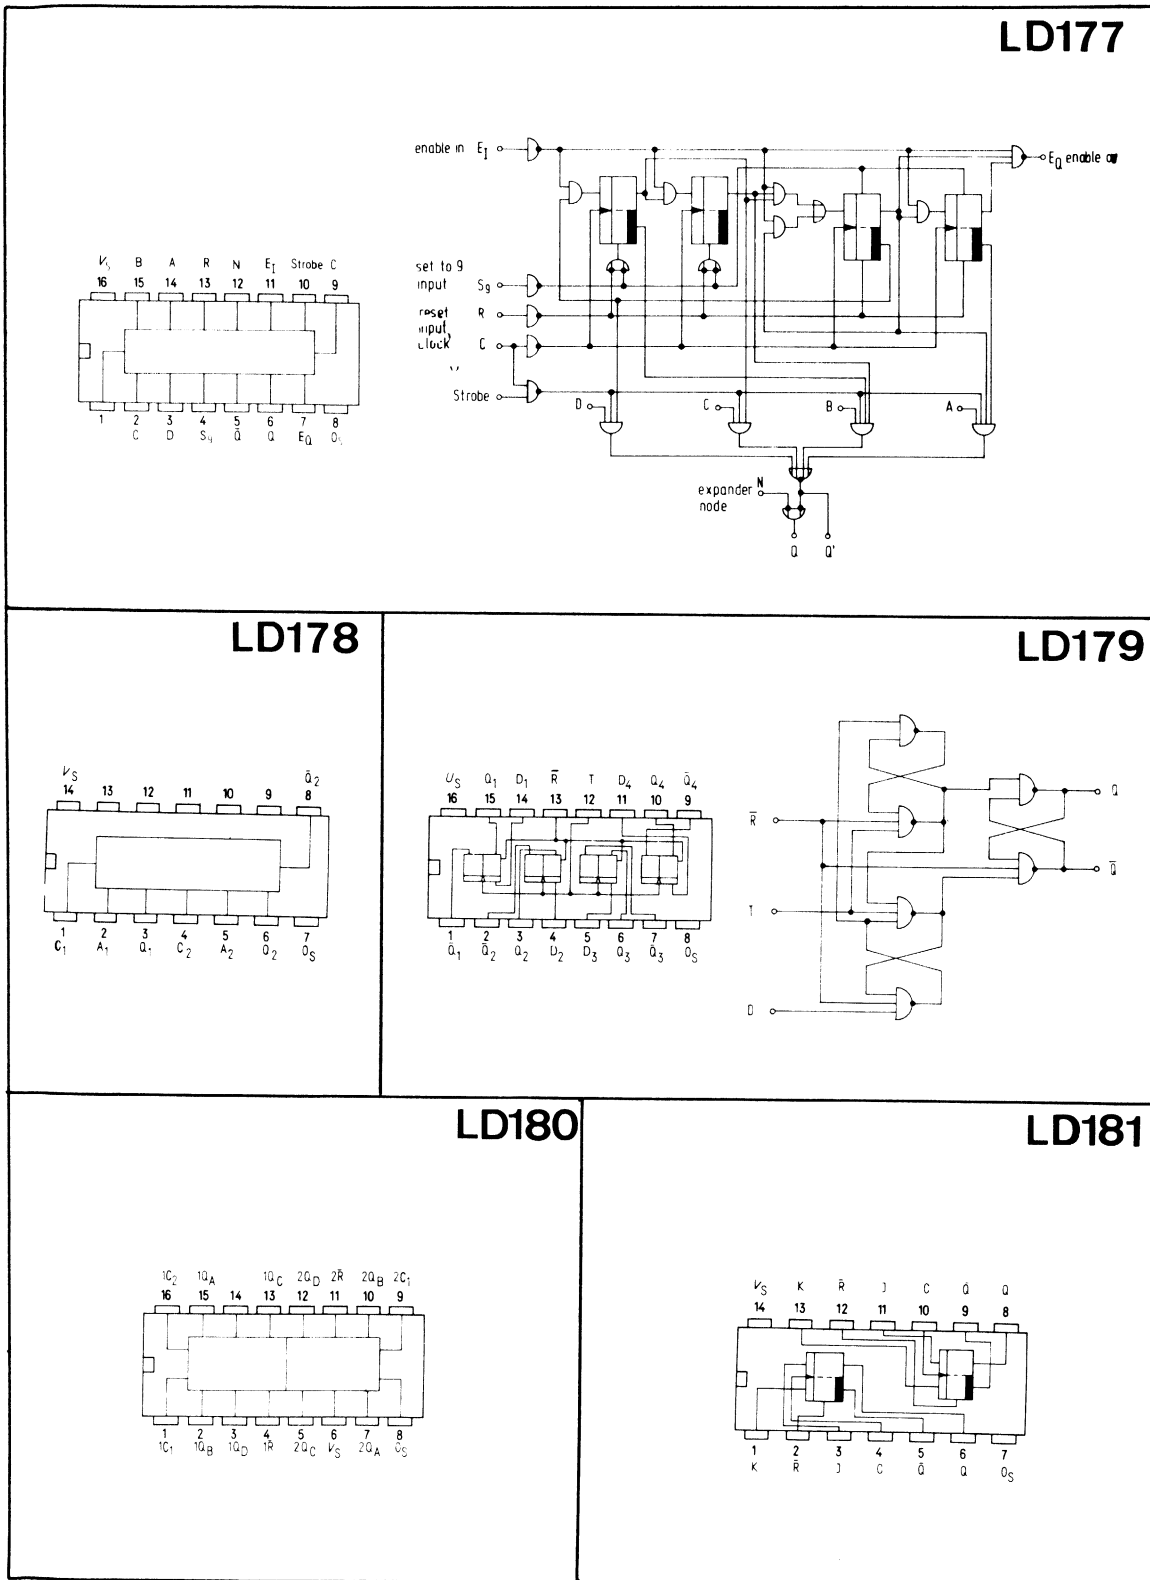 LD177
enable in E_I
E_Q enable
V_S B A R N E_I Strobe C
16 15 14 13 12 11 10 9
1 2 3 4 5 6 7 8
C D S_9 Q̄ Q E_Q O_S
set to 9
input S_9
reset R
input,
clock C
Strobe
D C B A
expander N
node
Q Q'
LD178
V_S Q̄_2
14 13 12 11 10 9 8
1 2 3 4 5 6 7
C_1 A_1 Q_1 C_2 A_2 Q_2 O_S
LD179
U_S Q_1 D_1 R̄ T D_4 Q_4 Q̄_4
16 15 14 13 12 11 10 9
1 2 3 4 5 6 7 8
Q̄_1 Q̄_2 Q_2 D_2 D_3 Q_3 Q̄_3 O_S
Q
R̄
Q̄
T
D
LD180
1C_2 1Q_A 1Q_C 2Q_D 2R̄ 2Q_B 2C_1
16 15 14 13 12 11 10 9
1 2 3 4 5 6 7 8
1C_1 1Q_B 1Q_D 1R̄ 2Q_C V_S 2Q_A O_S
LD181
V_S K R̄ J C Q̄ Q
14 13 12 11 10 9 8
1 2 3 4 5 6 7
K R̄ J C Q̄ Q O_S